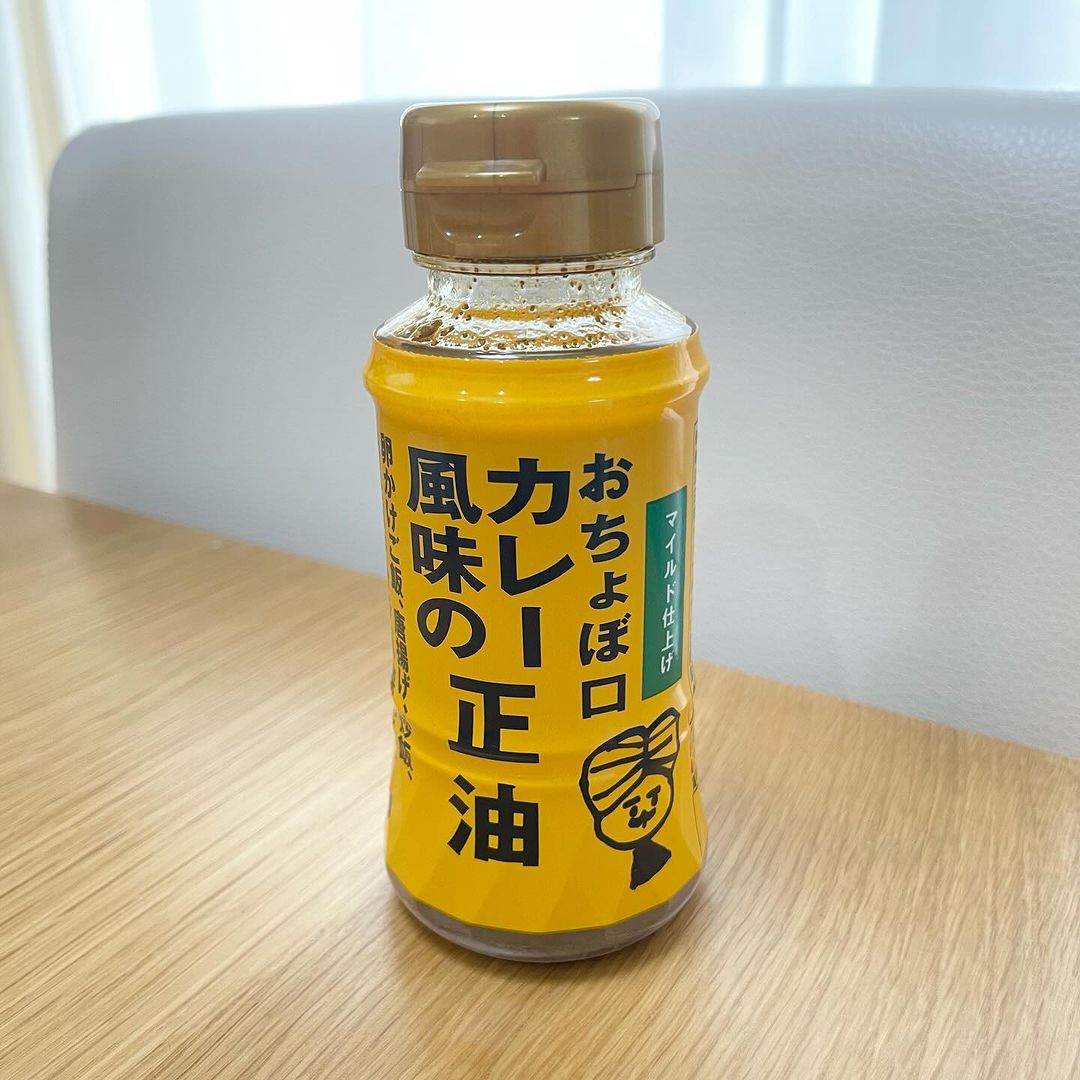 マイルド仕上げ
おちょぼ口
カレー
風味の
正油
卵かけご飯、
唐揚げ、炒飯、